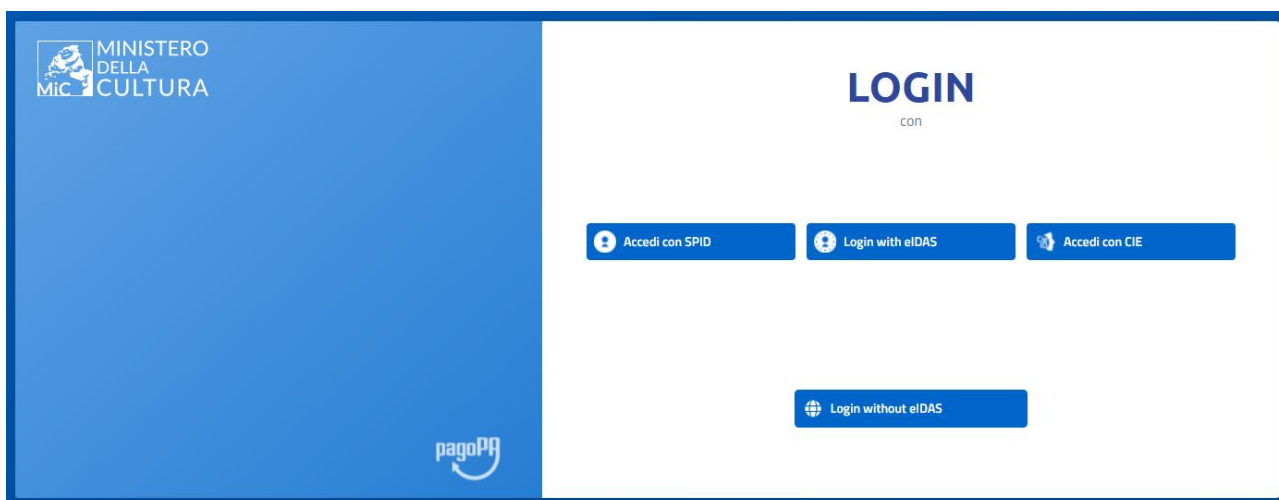 MINISTERO
DELLA
CULTURA
MiC
LOGIN
con
Accedi con SPID
Login with eIDAS
Accedi con CIE
Login without eIDAS
pagoPA